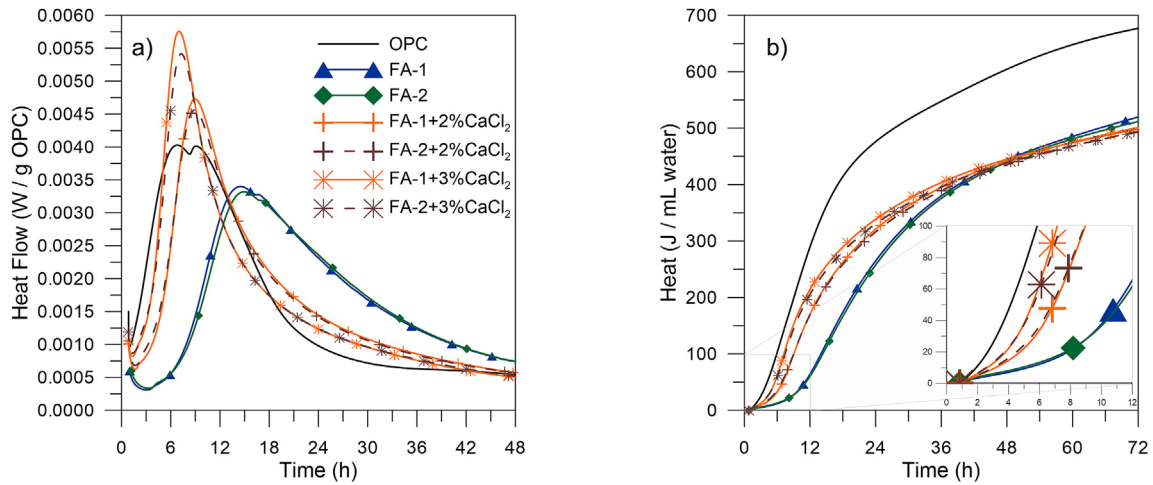 a)
Heat Flow (W / g OPC)
0.0060
0.0055
0.0050
0.0045
0.0040
0.0035
0.0030
0.0025
0.0020
0.0015
0.0010
0.0005
0.0000
0 6 12 18 24 30 36 42 48
Time (h)
OPC
FA-1
FA-2
FA-1+2%CaCl₂
FA-2+2%CaCl₂
FA-1+3%CaCl₂
FA-2+3%CaCl₂
b)
Heat (J / mL water)
700
600
500
400
300
200
100
0
0 12 24 36 48 60 72
Time (h)
100
80
60
40
20
0
0 2 4 6 8 10 12